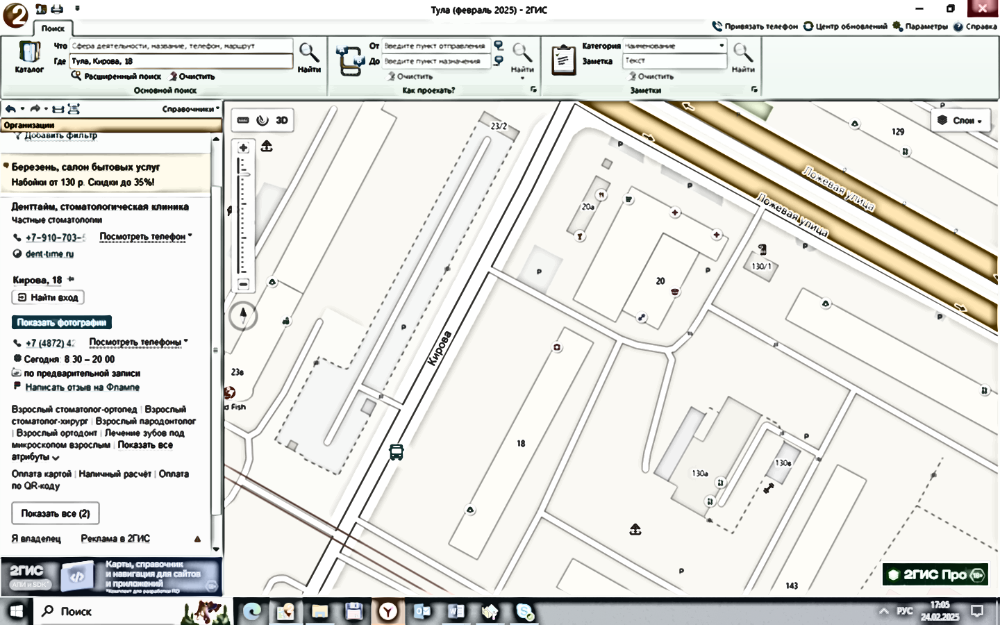 Тула (февраль 2025) - 2ГИС
Поиск
Привязать телефон
Центр обновлений
Параметры
Справка
Каталог
Что
Сфера деятельности, название, телефон, маршрут
Где
Тула, Кирова, 18
Расширенный поиск
Очистить
Найти
Основной поиск
От
Введите пункт отправления
До
Введите пункт назначения
Очистить
Найти
Как проехать?
Категория
Наименование
Заметка
Текст
Очистить
Найти
Заметки
Справочники
Организации
Добавить фильтр
Березень, салон бытовых услуг
Набойки от 130 р. Скидки до 35%!
Денттайм, стоматологическая клиника
Частные стоматологии
+7-910-703-
Посмотреть телефон
dent-time.ru
Кирова, 18
Найти вход
Показать фотографии
+7 (4872) 42
Посмотреть телефоны
Сегодня: 8:30 – 20:00
по предварительной записи
Написать отзыв на Флампе
Взрослый стоматолог-ортопед | Взрослый
стоматолог-хирург | Взрослый пародонтолог
| Взрослый ортодонт | Лечение зубов под
микроскопом взрослым | Показать все
атрибуты
Оплата картой | Наличный расчёт | Оплата
по QR-коду
Показать все (2)
Я владелец
Реклама в 2ГИС
2ГИС
АПИ и SDK*
Карты, справочник
и навигация для сайтов
и приложений
*Комплект для разработки ПО
3D
Слои
23/2
129
Ложевая улица
Ложевая улица
20а
20
130/1
P
P
P
P
P
P
P
P
P
P
Кирова
23в
d Fish
18
130а
130в
143
2ГИС Про
18+
Поиск
РУС
17:05
24.02.2025